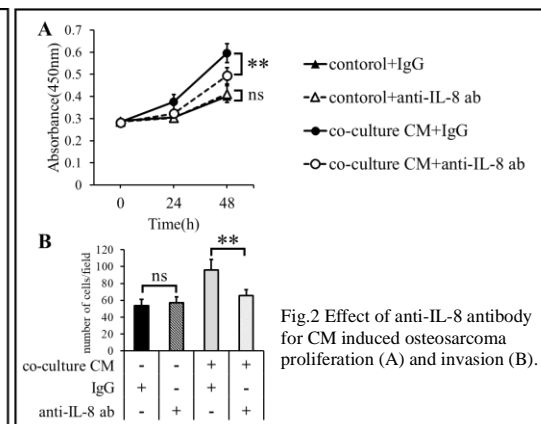 A
Absorbance(450nm)
0.7
0.6
0.5
0.4
0.3
0.2
0.1
0
**
ns
0 24 48
Time(h)
contorol+IgG
contorol+anti-IL-8 ab
co-culture CM+IgG
co-culture CM+anti-IL-8 ab
B
number of cells/field
120
100
80
60
40
20
0
ns
**
co-culture CM - - + +
IgG + - + -
anti-IL-8 ab - + - +
Fig.2 Effect of anti-IL-8 antibody
for CM induced osteosarcoma
proliferation (A) and invasion (B).